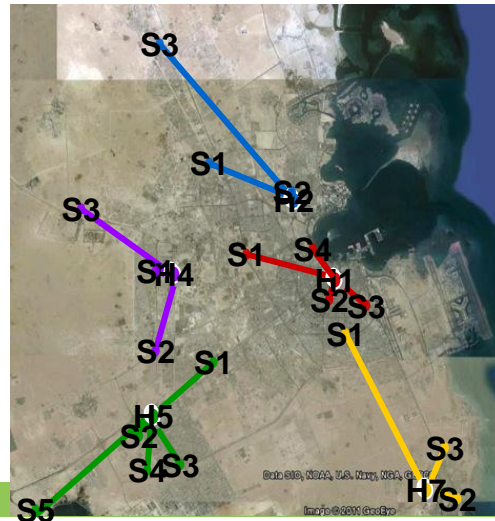 S3
S1
S2
H2
S3
S1
S4
S1
H4
H1
S2
S3
S1
S2
S1
H5
S2
S4
S3
S3
H7
S2
S5
Data SIO, NOAA, U.S. Navy, NGA,
Image © 2011 GeoEye